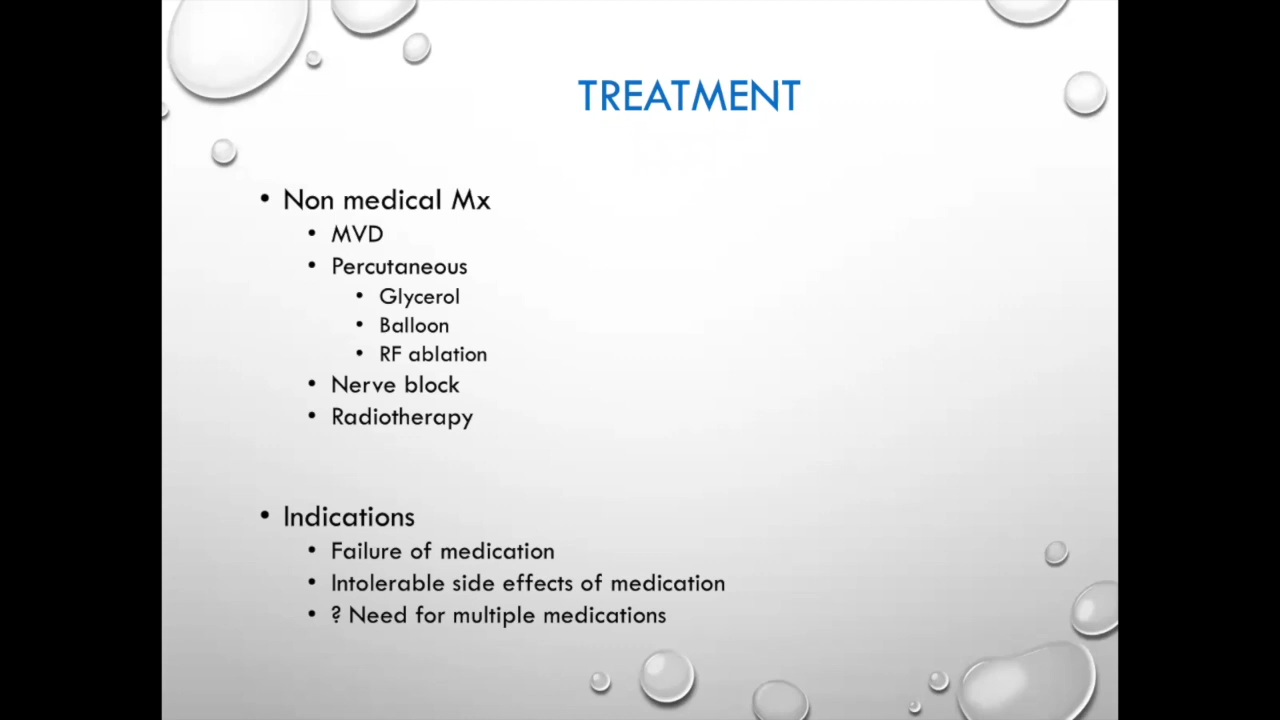 TREATMENT
• Non medical Mx
• MVD
• Percutaneous
• Glycerol
• Balloon
• RF ablation
• Nerve block
• Radiotherapy
• Indications
• Failure of medication
• Intolerable side effects of medication
• ? Need for multiple medications